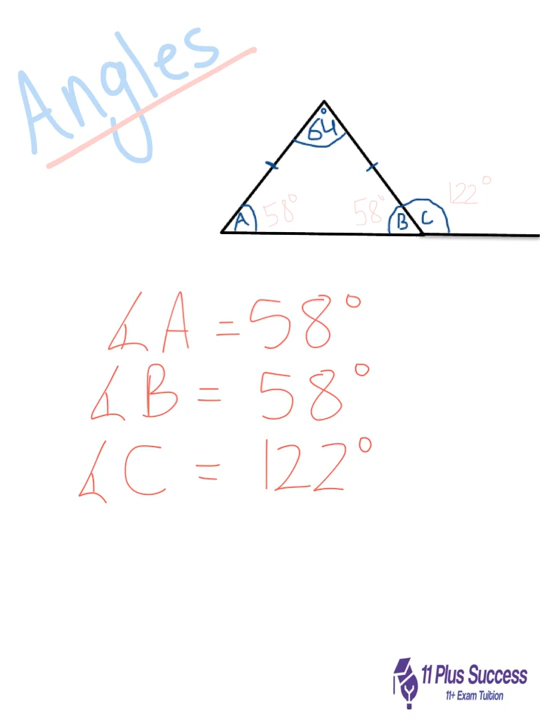 Angles
64°
A 58° 58° B C 122°
∡A = 58°
∡B = 58°
∡C = 122°
11 Plus Success
11+ Exam Tuition